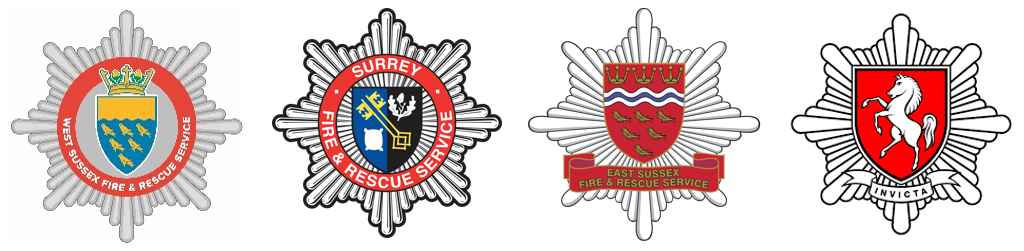 WEST SUSSEX FIRE & RESCUE SERVICE
SURREY
FIRE & RESCUE SERVICE
EAST SUSSEX
FIRE & RESCUE SERVICE
INVICTA